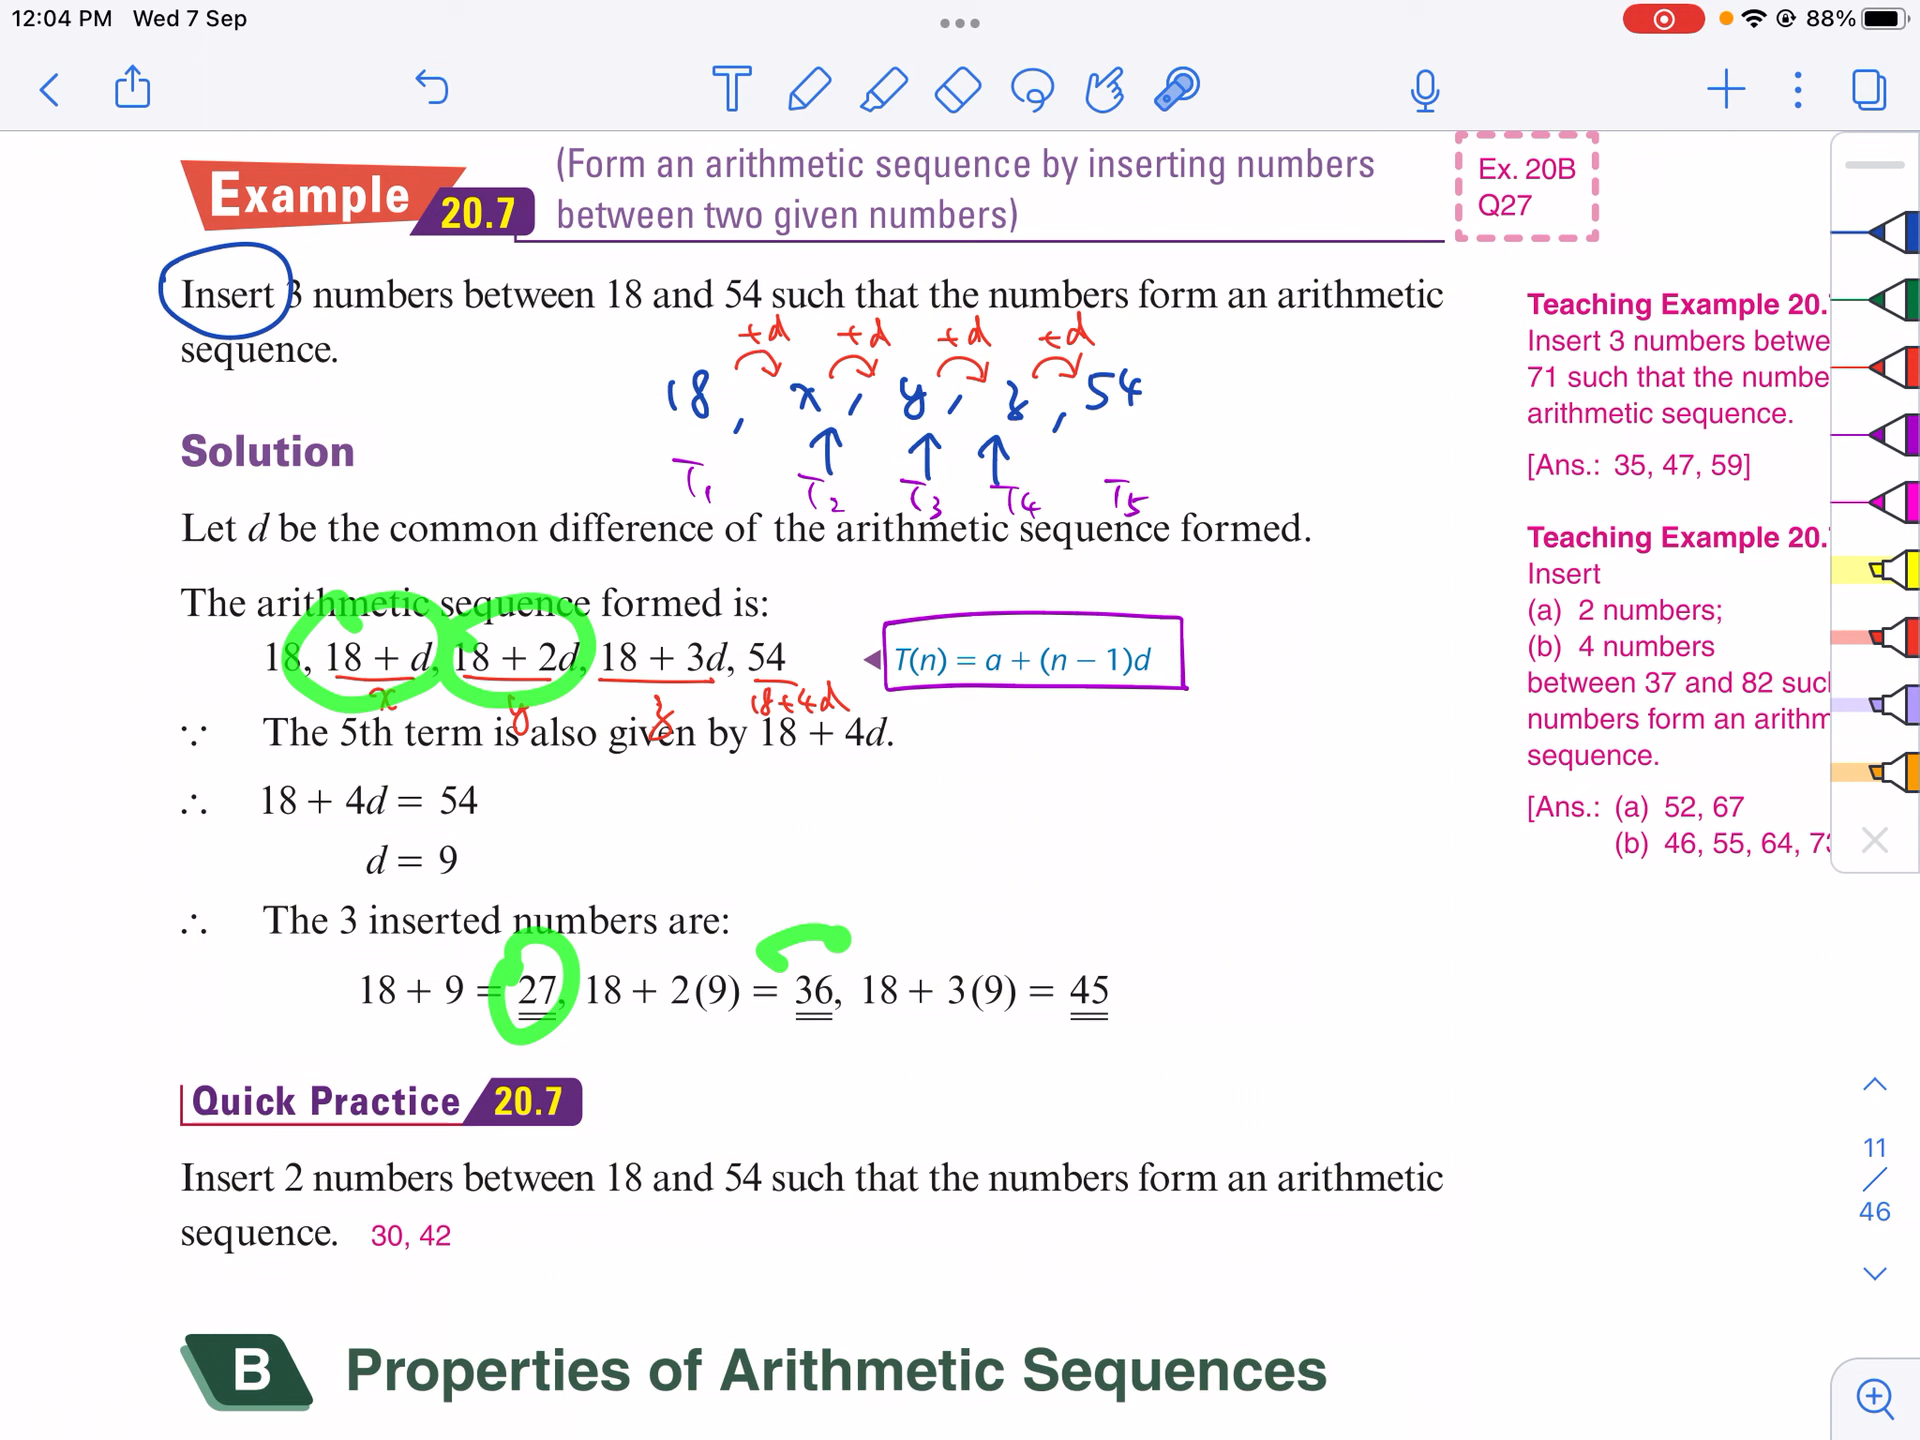 12:04 PM Wed 7 Sep
88%
Example 20.7
(Form an arithmetic sequence by inserting numbers
between two given numbers)
Ex. 20B
Q27
Insert 3 numbers between 18 and 54 such that the numbers form an arithmetic
sequence.
+d +d +d +d
18, x, y, z, 54
T₁ T₂ T₃ T₄ T₅
Solution
Let d be the common difference of the arithmetic sequence formed.
The arithmetic sequence formed is:
18, 18 + d, 18 + 2d, 18 + 3d, 54
T(n) = a + (n − 1)d
x y z 18+4d
∵ The 5th term is also given by 18 + 4d.
∴ 18 + 4d = 54
d = 9
∴ The 3 inserted numbers are:
18 + 9 = 27, 18 + 2(9) = 36, 18 + 3(9) = 45
Quick Practice 20.7
Insert 2 numbers between 18 and 54 such that the numbers form an arithmetic
sequence. 30, 42
B Properties of Arithmetic Sequences
Teaching Example 20.
Insert 3 numbers betwe
71 such that the numbe
arithmetic sequence.
[Ans.: 35, 47, 59]
Teaching Example 20.
Insert
(a) 2 numbers;
(b) 4 numbers
between 37 and 82 suc
numbers form an arithm
sequence.
[Ans.: (a) 52, 67
(b) 46, 55, 64, 7
11
/
46